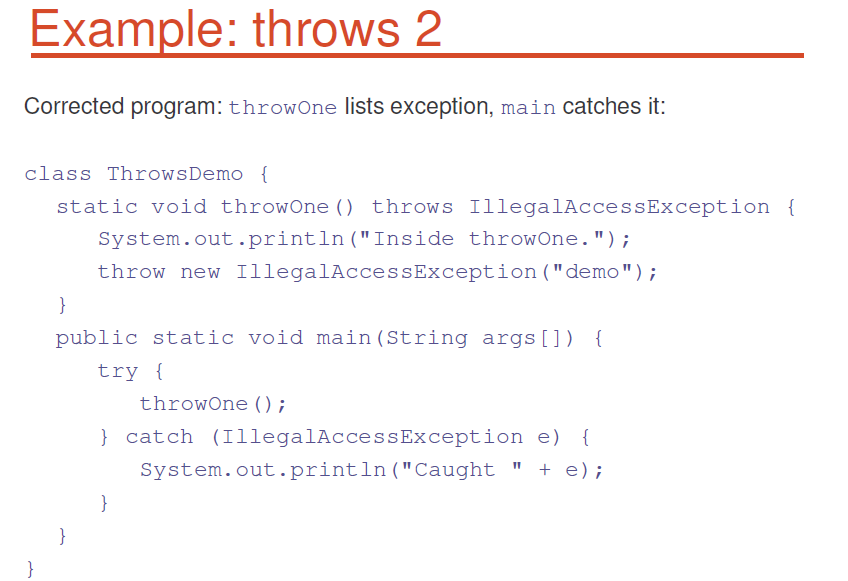 Example: throws 2
Corrected program: throwOne lists exception, main catches it:
class ThrowsDemo {
static void throwOne() throws IllegalAccessException {
System.out.println("Inside throwOne.");
throw new IllegalAccessException("demo");
}
public static void main(String args[]) {
try {
throwOne();
} catch (IllegalAccessException e) {
System.out.println("Caught " + e);
}
}
}